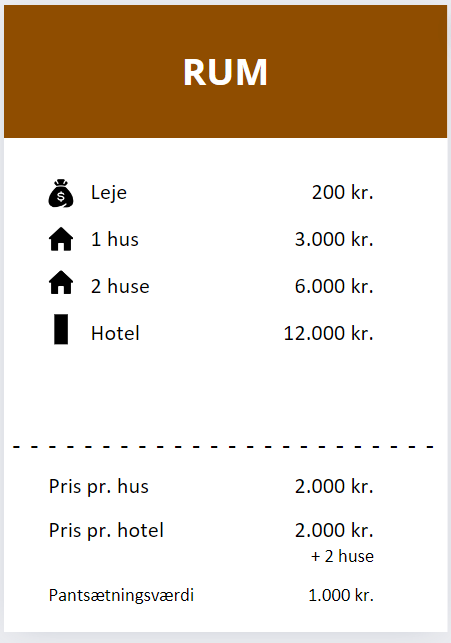 RUM
$ Leje 200 kr.
1 hus 3.000 kr.
2 huse 6.000 kr.
Hotel 12.000 kr.
Pris pr. hus 2.000 kr.
Pris pr. hotel 2.000 kr.
+ 2 huse
Pantsætningsværdi 1.000 kr.